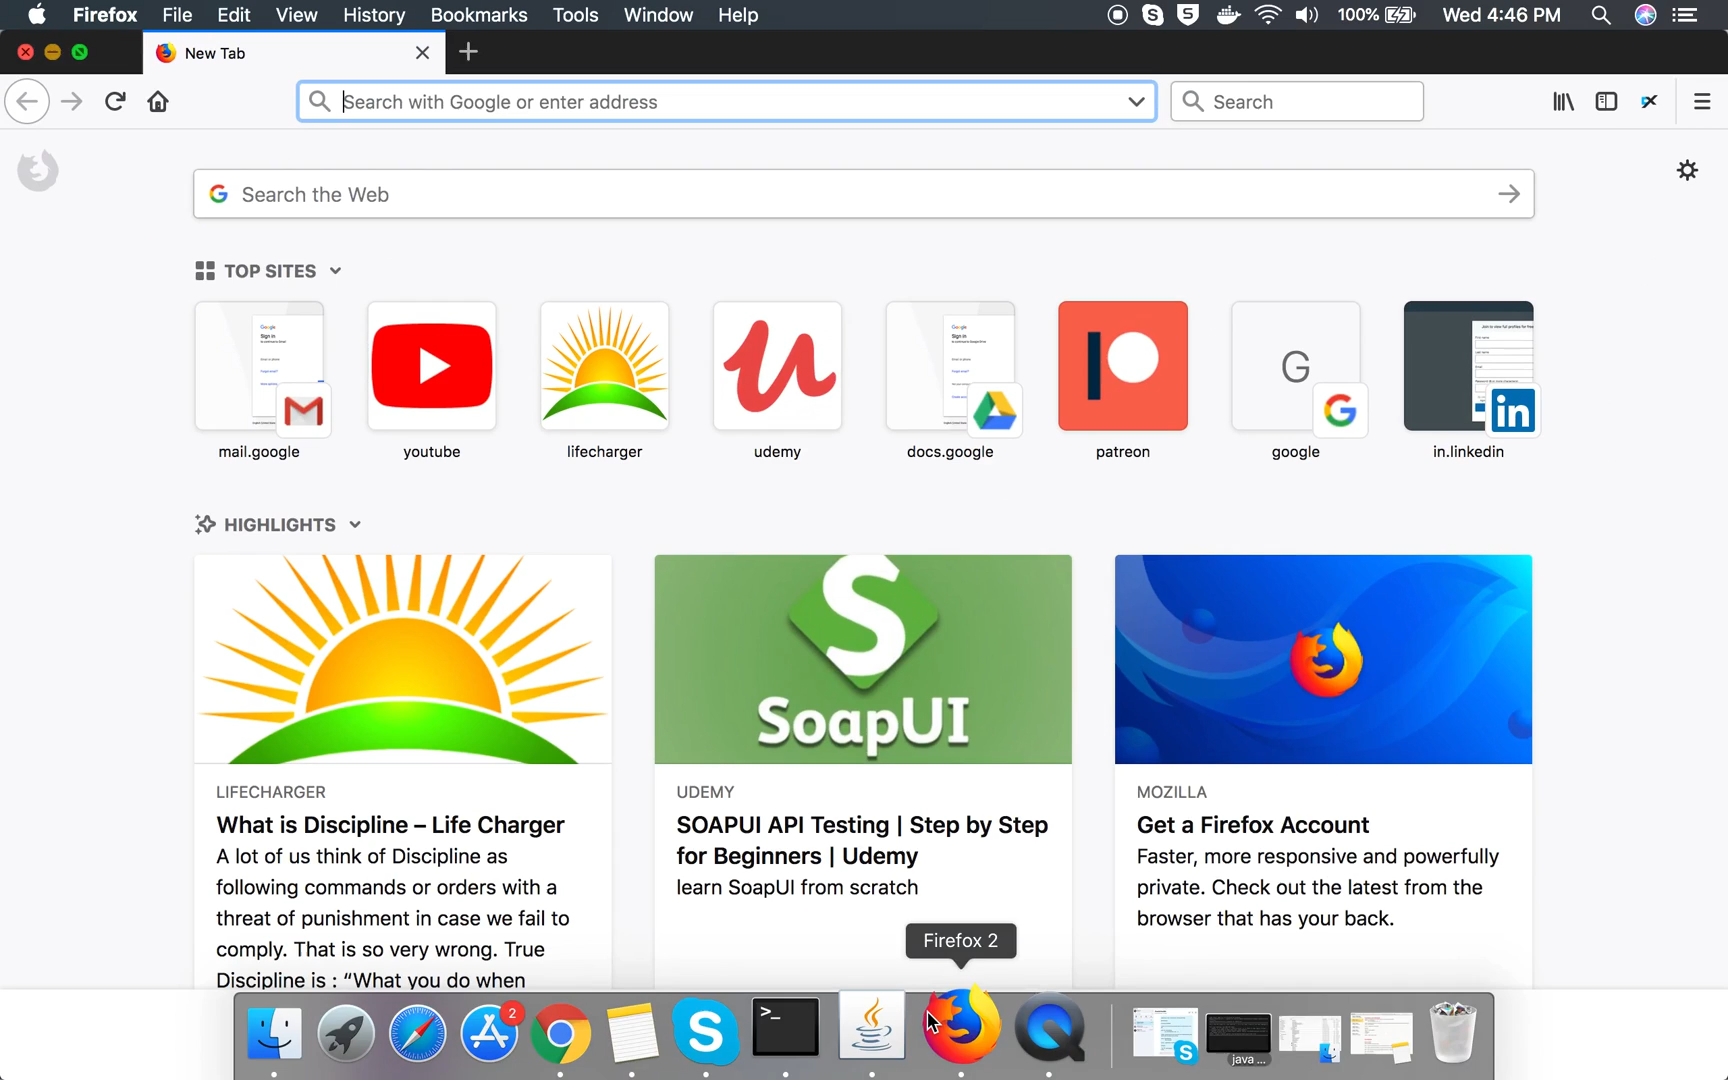 Firefox File Edit View History Bookmarks Tools Window Help 100% Wed 4:46 PM
New Tab
Search with Google or enter address
Search
Search the Web
TOP SITES
mail.google youtube lifecharger udemy docs.google patreon google in.linkedin
HIGHLIGHTS
SoapUI
LIFECHARGER
What is Discipline – Life Charger
A lot of us think of Discipline as
following commands or orders with a
threat of punishment in case we fail to
comply. That is so very wrong. True
Discipline is : “What you do when
UDEMY
SOAPUI API Testing | Step by Step
for Beginners | Udemy
learn SoapUI from scratch
MOZILLA
Get a Firefox Account
Faster, more responsive and powerfully
private. Check out the latest from the
browser that has your back.
Firefox 2
2
java ...